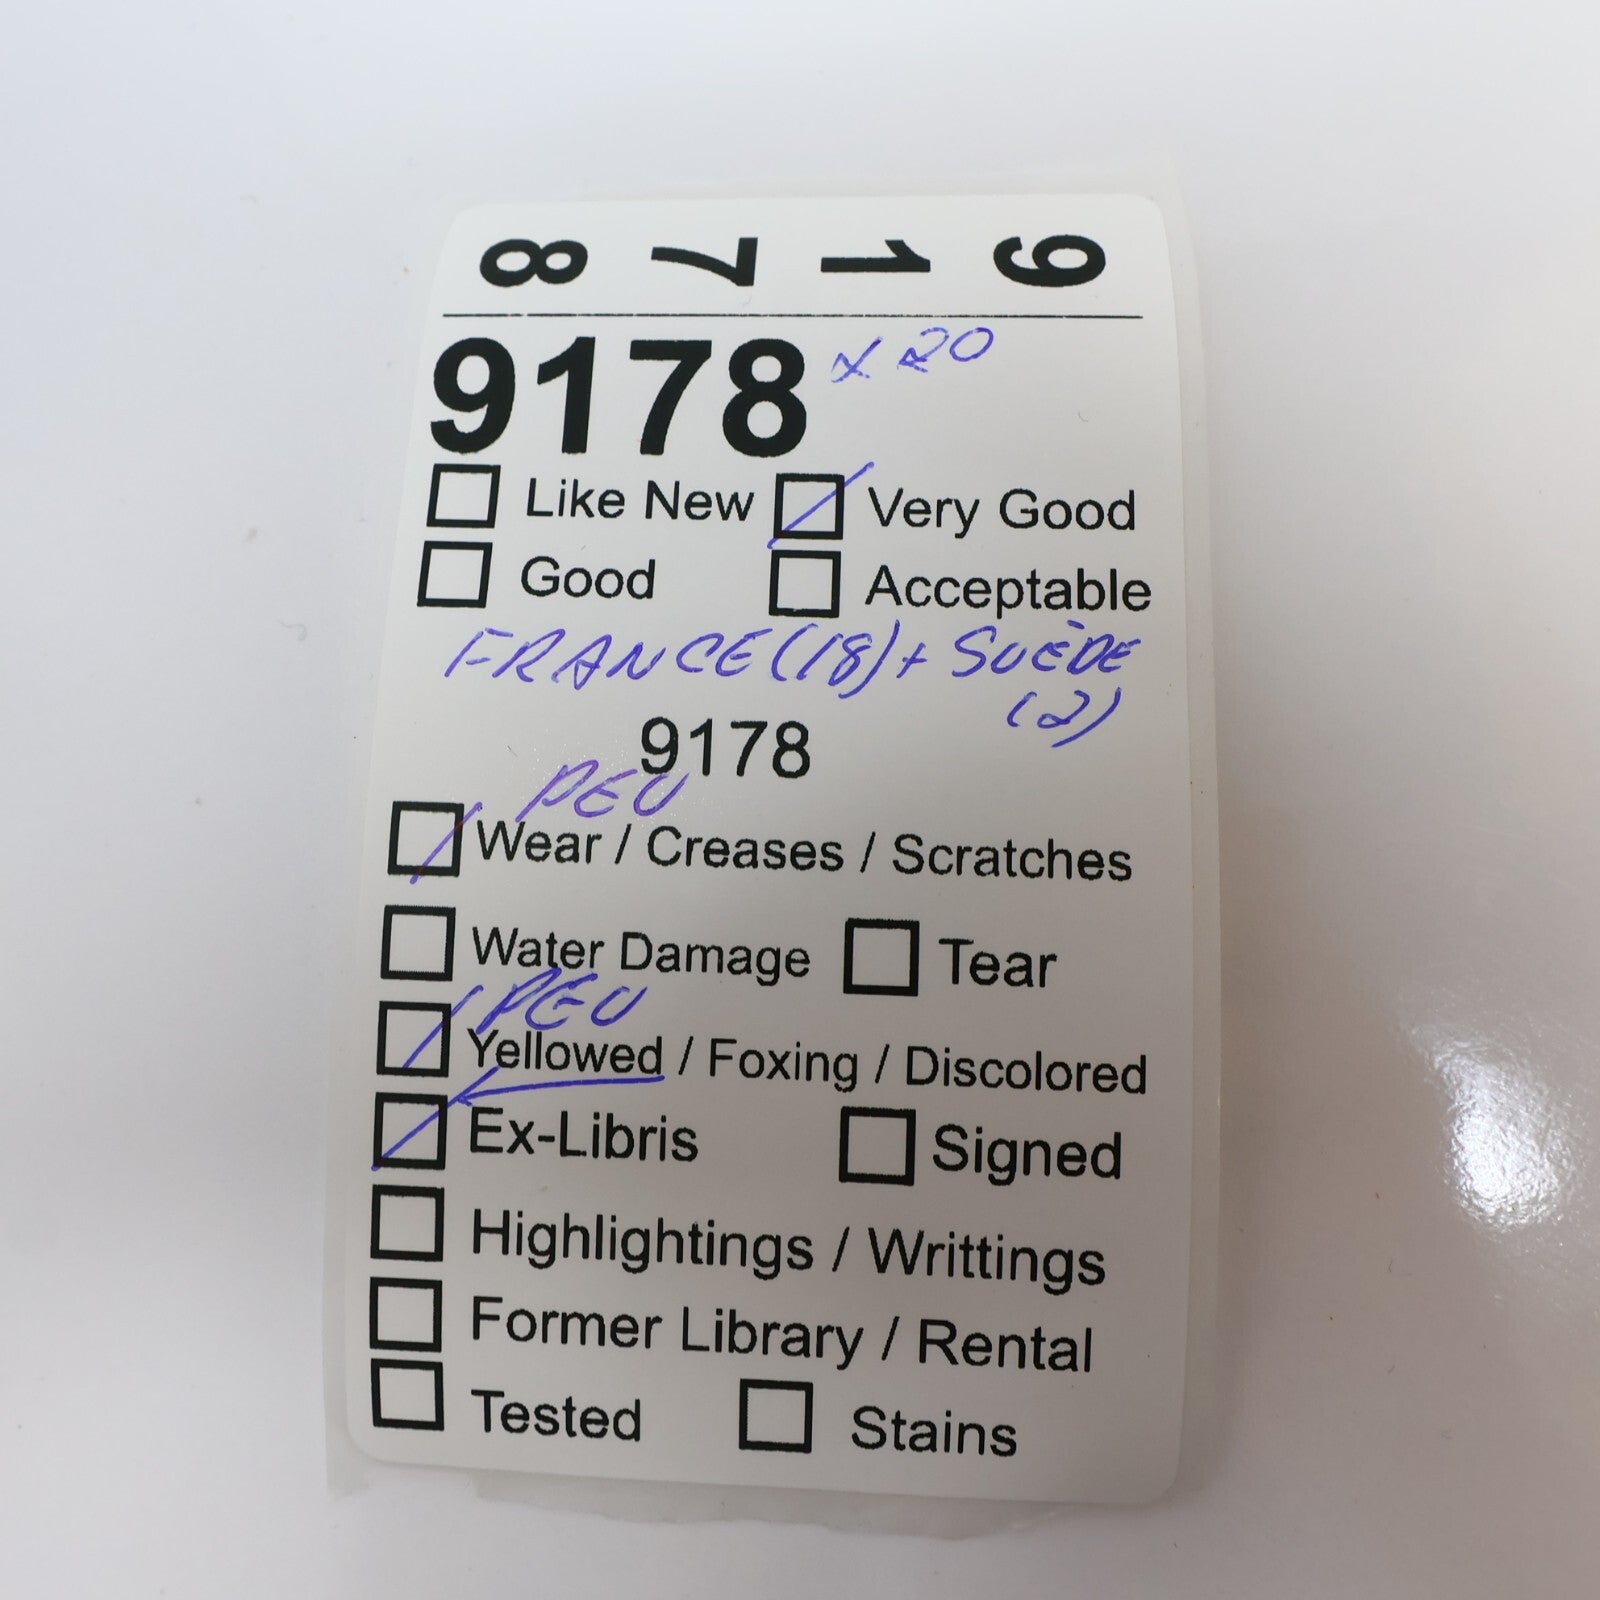 8 7 1 9
9178 x 20
Like New Very Good
Good Acceptable
FRANCE (18) + SUÈDE
(2)
9178
PEU
Wear / Creases / Scratches
Water Damage Tear
PEU
Yellowed / Foxing / Discolored
Ex-Libris Signed
Highlightings / Writtings
Former Library / Rental
Tested Stains